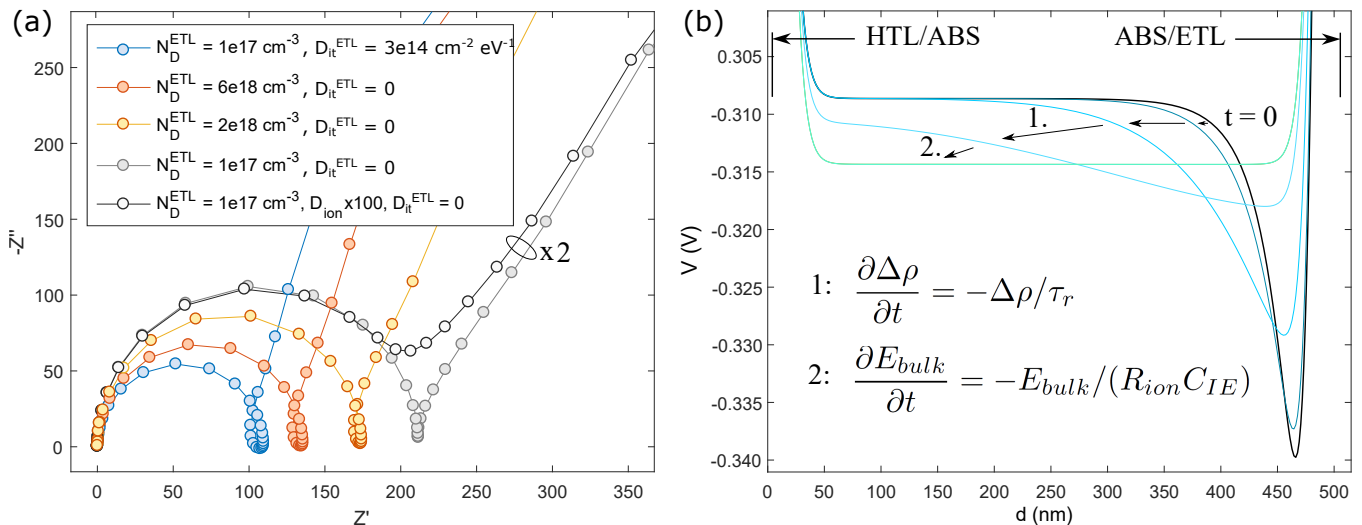 (a)
-250
-200
-150
-100
-50
0
-Z''
N_D^ETL = 1e17 cm⁻³, D_it^ETL = 3e14 cm⁻² eV⁻¹
N_D^ETL = 6e18 cm⁻³, D_it^ETL = 0
N_D^ETL = 2e18 cm⁻³, D_it^ETL = 0
N_D^ETL = 1e17 cm⁻³, D_it^ETL = 0
N_D^ETL = 1e17 cm⁻³, D_ion x100, D_it^ETL = 0
x2
0 50 100 150 200 250 300 350
Z'
(b)
HTL/ABS
ABS/ETL
-0.305
-0.310
-0.315
-0.320
-0.325
-0.330
-0.335
-0.340
V (V)
1.
t = 0
2.
1: ∂Δρ/∂t = −Δρ/τ_r
2: ∂E_bulk/∂t = −E_bulk/(R_ion C_IE)
0 50 100 150 200 250 300 350 400 450 500
d (nm)